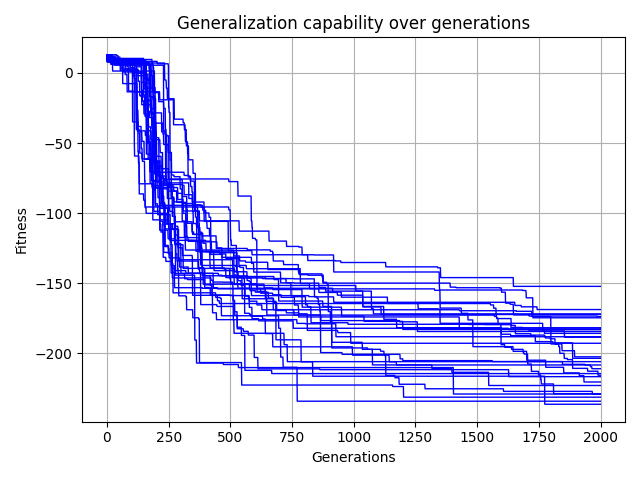 Generalization capability over generations
Fitness
0
−50
−100
−150
−200
0 250 500 750 1000 1250 1500 1750 2000
Generations